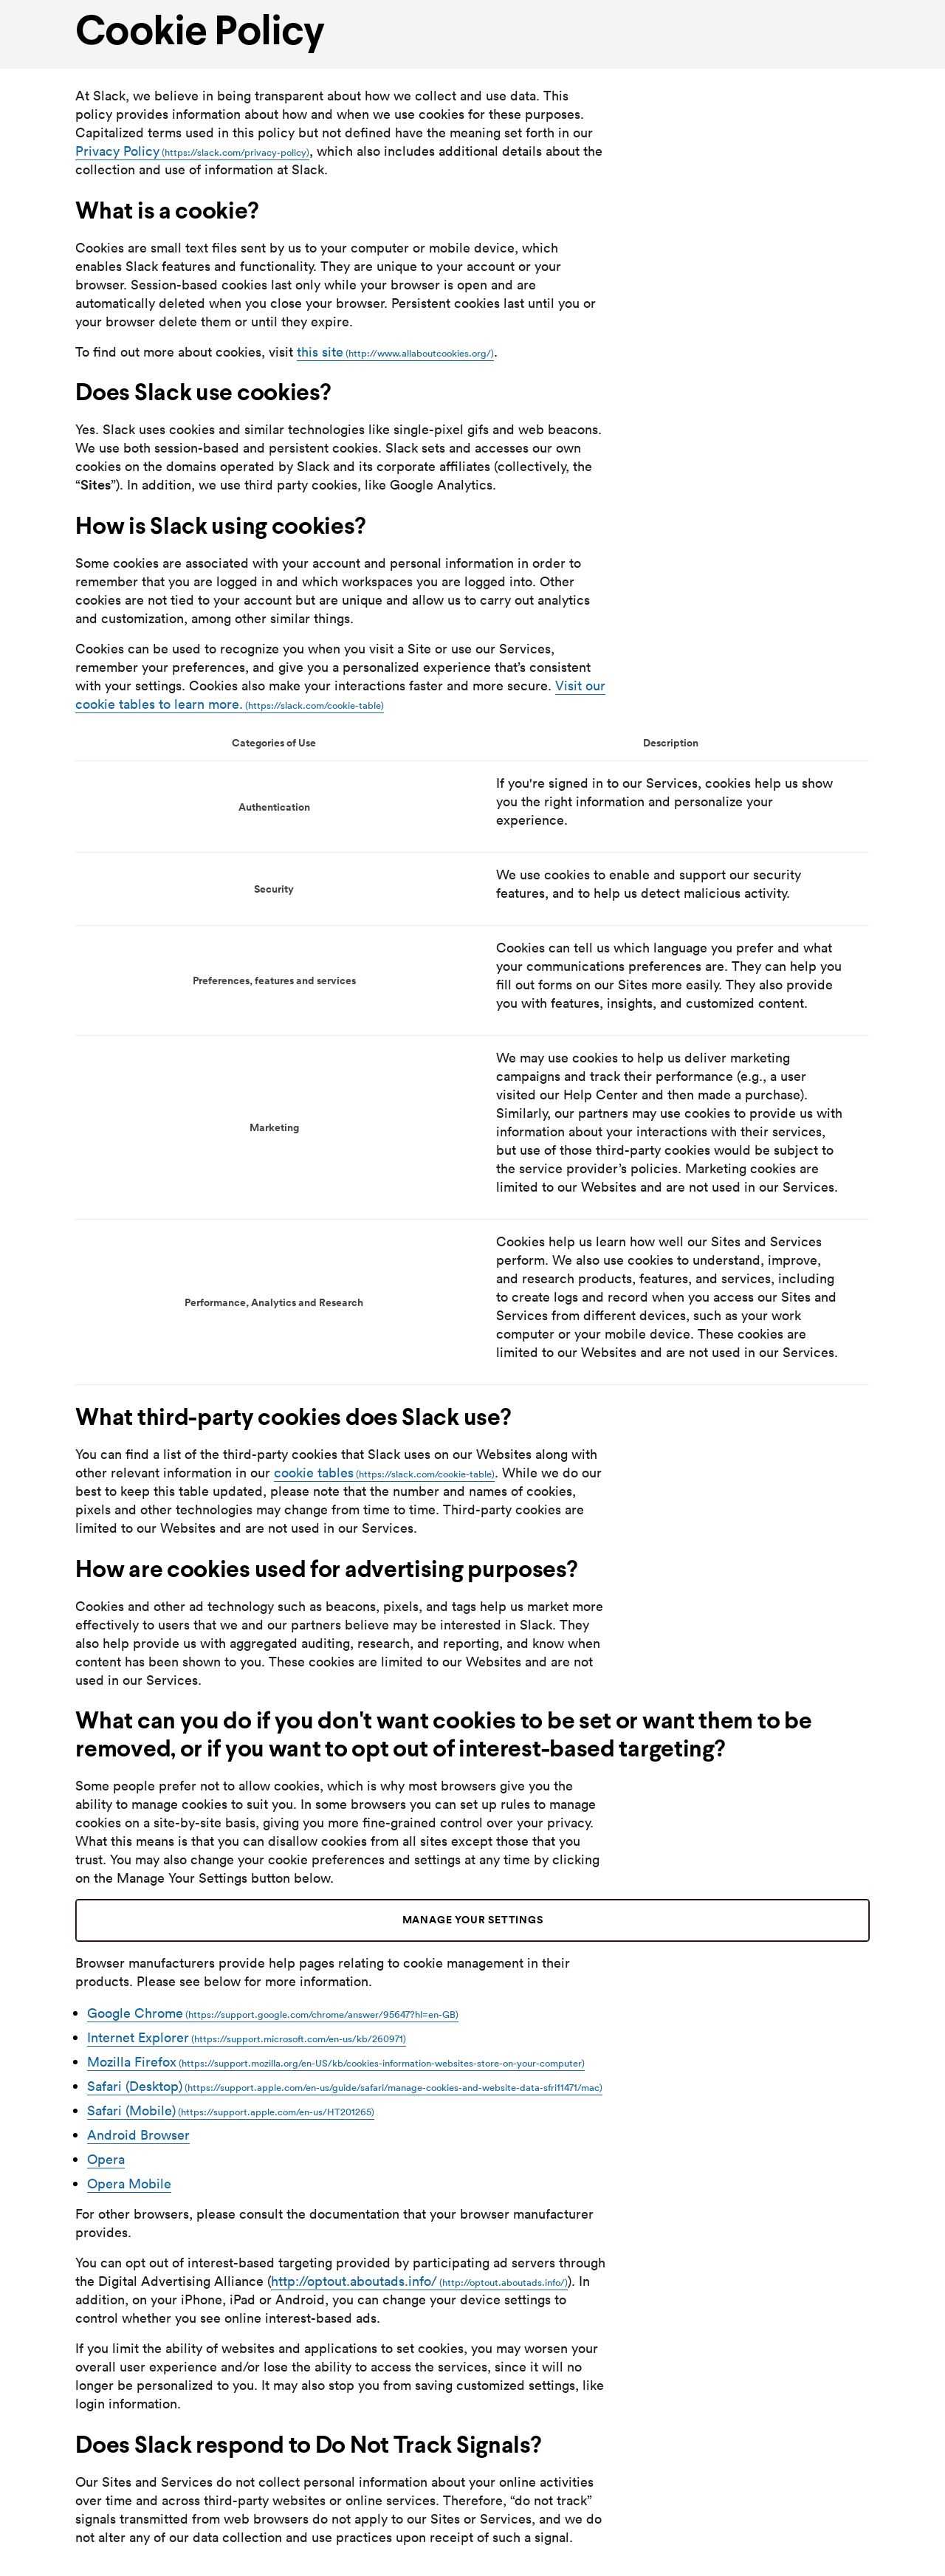 Cookie Policy
At Slack, we believe in being transparent about how we collect and use data. This
policy provides information about how and when we use cookies for these purposes.
Capitalized terms used in this policy but not defined have the meaning set forth in our
Privacy Policy (https://slack.com/privacy-policy), which also includes additional details about the
collection and use of information at Slack.
What is a cookie?
Cookies are small text files sent by us to your computer or mobile device, which
enables Slack features and functionality. They are unique to your account or your
browser. Session-based cookies last only while your browser is open and are
automatically deleted when you close your browser. Persistent cookies last until you or
your browser delete them or until they expire.
To find out more about cookies, visit this site (http://www.allaboutcookies.org/).
Does Slack use cookies?
Yes. Slack uses cookies and similar technologies like single-pixel gifs and web beacons.
We use both session-based and persistent cookies. Slack sets and accesses our own
cookies on the domains operated by Slack and its corporate affiliates (collectively, the
“Sites”). In addition, we use third party cookies, like Google Analytics.
How is Slack using cookies?
Some cookies are associated with your account and personal information in order to
remember that you are logged in and which workspaces you are logged into. Other
cookies are not tied to your account but are unique and allow us to carry out analytics
and customization, among other similar things.
Cookies can be used to recognize you when you visit a Site or use our Services,
remember your preferences, and give you a personalized experience that’s consistent
with your settings. Cookies also make your interactions faster and more secure. Visit our
cookie tables to learn more. (https://slack.com/cookie-table)
Categories of Use Description
Authentication
If you're signed in to our Services, cookies help us show
you the right information and personalize your
experience.
Security
We use cookies to enable and support our security
features, and to help us detect malicious activity.
Preferences, features and services
Cookies can tell us which language you prefer and what
your communications preferences are. They can help you
fill out forms on our Sites more easily. They also provide
you with features, insights, and customized content.
Marketing
We may use cookies to help us deliver marketing
campaigns and track their performance (e.g., a user
visited our Help Center and then made a purchase).
Similarly, our partners may use cookies to provide us with
information about your interactions with their services,
but use of those third-party cookies would be subject to
the service provider’s policies. Marketing cookies are
limited to our Websites and are not used in our Services.
Performance, Analytics and Research
Cookies help us learn how well our Sites and Services
perform. We also use cookies to understand, improve,
and research products, features, and services, including
to create logs and record when you access our Sites and
Services from different devices, such as your work
computer or your mobile device. These cookies are
limited to our Websites and are not used in our Services.
What third-party cookies does Slack use?
You can find a list of the third-party cookies that Slack uses on our Websites along with
other relevant information in our cookie tables (https://slack.com/cookie-table). While we do our
best to keep this table updated, please note that the number and names of cookies,
pixels and other technologies may change from time to time. Third-party cookies are
limited to our Websites and are not used in our Services.
How are cookies used for advertising purposes?
Cookies and other ad technology such as beacons, pixels, and tags help us market more
effectively to users that we and our partners believe may be interested in Slack. They
also help provide us with aggregated auditing, research, and reporting, and know when
content has been shown to you. These cookies are limited to our Websites and are not
used in our Services.
What can you do if you don't want cookies to be set or want them to be
removed, or if you want to opt out of interest-based targeting?
Some people prefer not to allow cookies, which is why most browsers give you the
ability to manage cookies to suit you. In some browsers you can set up rules to manage
cookies on a site-by-site basis, giving you more fine-grained control over your privacy.
What this means is that you can disallow cookies from all sites except those that you
trust. You may also change your cookie preferences and settings at any time by clicking
on the Manage Your Settings button below.
MANAGE YOUR SETTINGS
Browser manufacturers provide help pages relating to cookie management in their
products. Please see below for more information.
• Google Chrome (https://support.google.com/chrome/answer/95647?hl=en-GB)
• Internet Explorer (https://support.microsoft.com/en-us/kb/260971)
• Mozilla Firefox (https://support.mozilla.org/en-US/kb/cookies-information-websites-store-on-your-computer)
• Safari (Desktop) (https://support.apple.com/en-us/guide/safari/manage-cookies-and-website-data-sfri11471/mac)
• Safari (Mobile) (https://support.apple.com/en-us/HT201265)
• Android Browser
• Opera
• Opera Mobile
For other browsers, please consult the documentation that your browser manufacturer
provides.
You can opt out of interest-based targeting provided by participating ad servers through
the Digital Advertising Alliance (http://optout.aboutads.info/ (http://optout.aboutads.info/)). In
addition, on your iPhone, iPad or Android, you can change your device settings to
control whether you see online interest-based ads.
If you limit the ability of websites and applications to set cookies, you may worsen your
overall user experience and/or lose the ability to access the services, since it will no
longer be personalized to you. It may also stop you from saving customized settings, like
login information.
Does Slack respond to Do Not Track Signals?
Our Sites and Services do not collect personal information about your online activities
over time and across third-party websites or online services. Therefore, “do not track”
signals transmitted from web browsers do not apply to our Sites or Services, and we do
not alter any of our data collection and use practices upon receipt of such a signal.